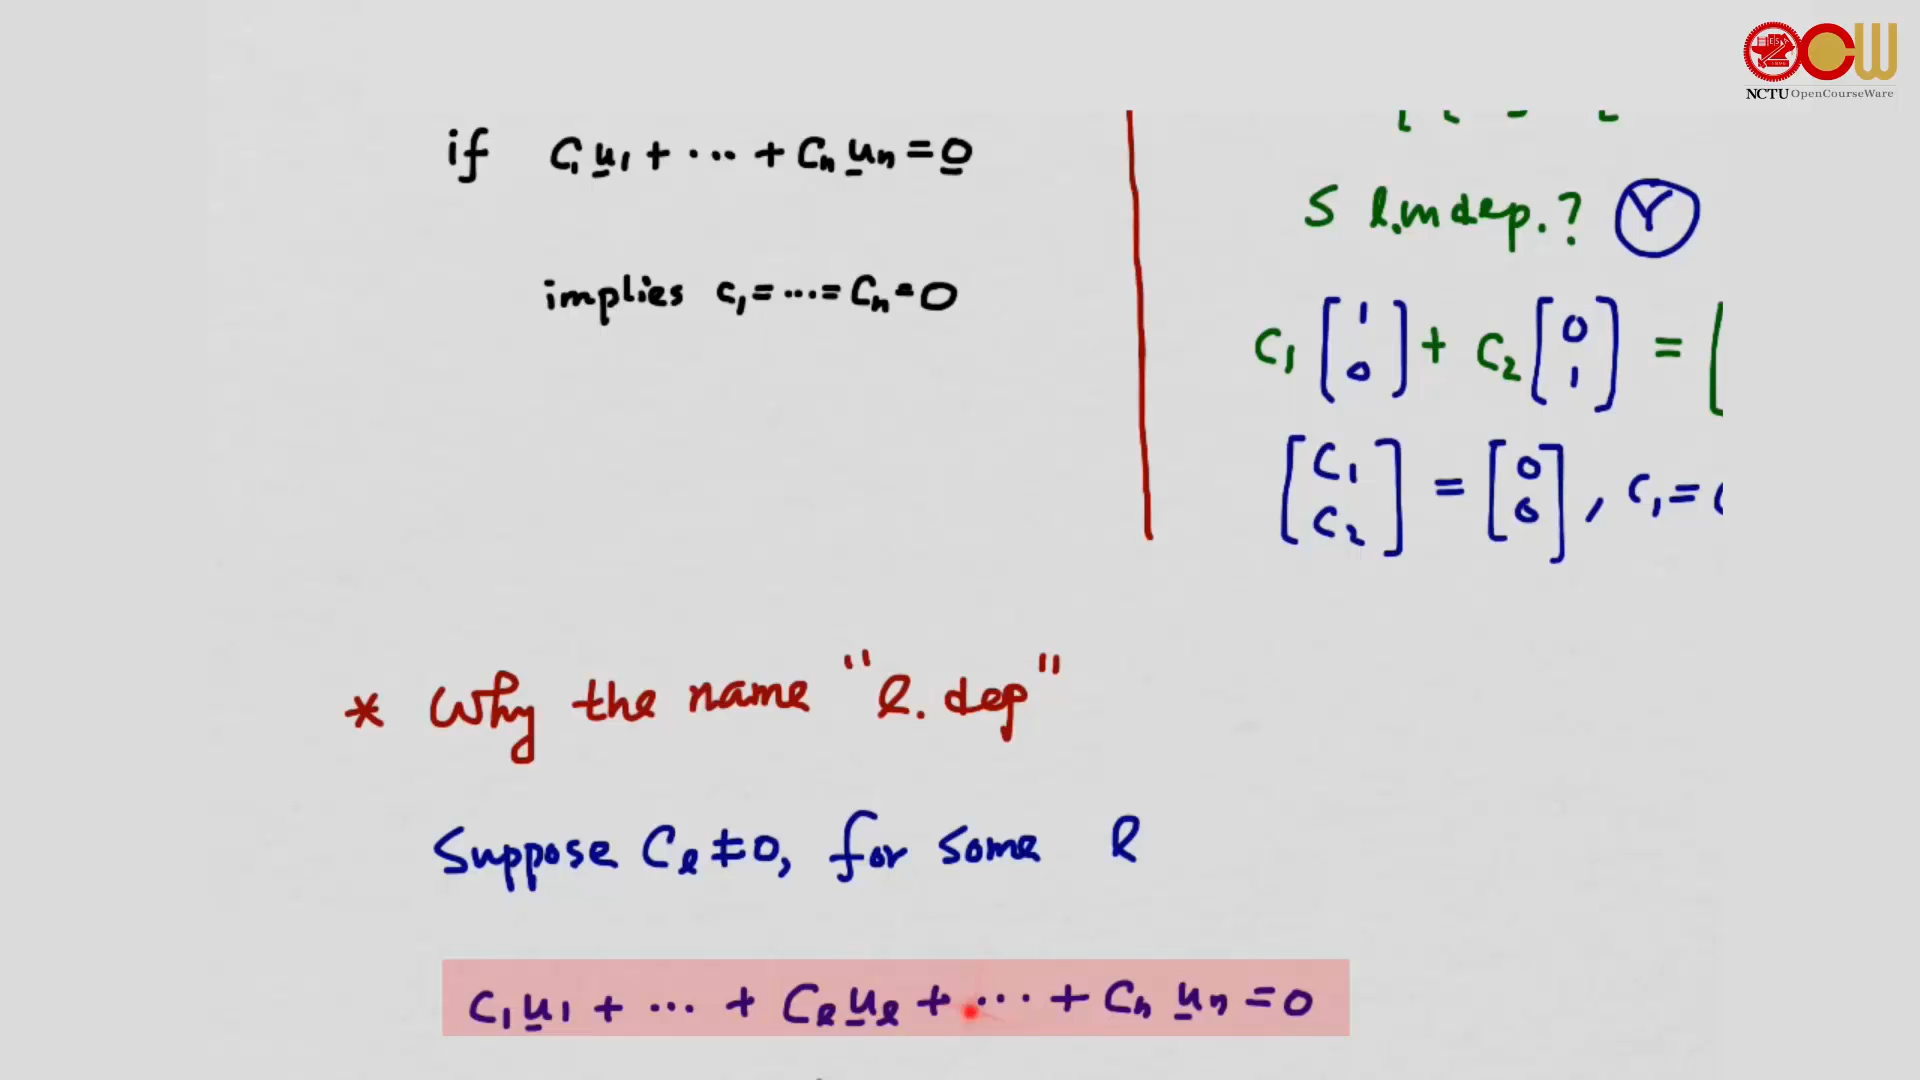 NCTU OpenCourseWare
if c₁u₁ + ··· + cₙuₙ = 0
implies c₁ = ··· = cₙ = 0
S l.indep.? Y
c₁ [1 0] + c₂ [0 1] = [
[c₁ c₂] = [0 0], c₁ =
* Why the name "l. dep"
Suppose cₗ ≠ 0, for some l
c₁u₁ + ··· + cₗuₗ + ··· + cₙuₙ = 0